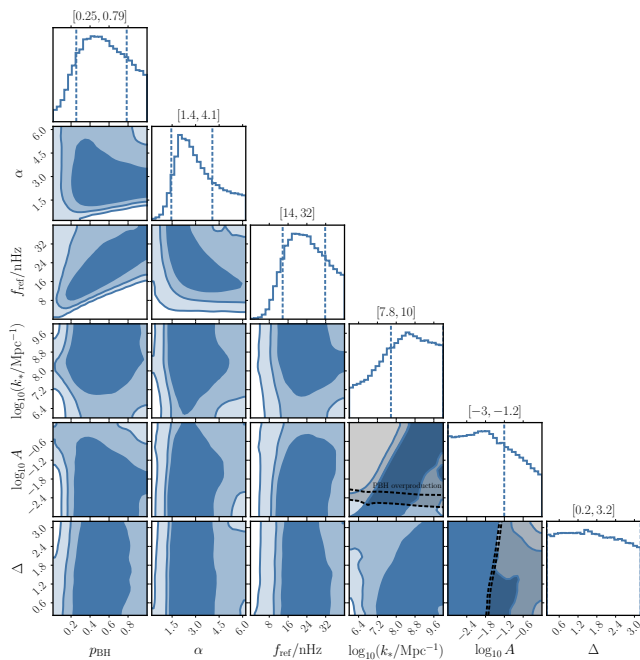 [0.25, 0.79]
[1.4, 4.1]
6.0
4.5
3.0
1.5
α
[14, 32]
32
24
16
8
f_ref/nHz
[7.8, 10]
9.6
8.8
8.0
7.2
6.4
log₁₀(k_*/Mpc⁻¹)
[−3, −1.2]
−0.6
−1.2
−1.8
−2.4
log₁₀ A
PBH overproduction
[0.2, 3.2]
3.0
2.4
1.8
1.2
0.6
Δ
0.2 0.4 0.6 0.8
1.5 3.0 4.5 6.0
8 16 24 32
6.4 7.2 8.0 8.8 9.6
−2.4 −1.8 −1.2 −0.6
0.6 1.2 1.8 2.4 3.0
p_BH α f_ref/nHz log₁₀(k_*/Mpc⁻¹) log₁₀ A Δ